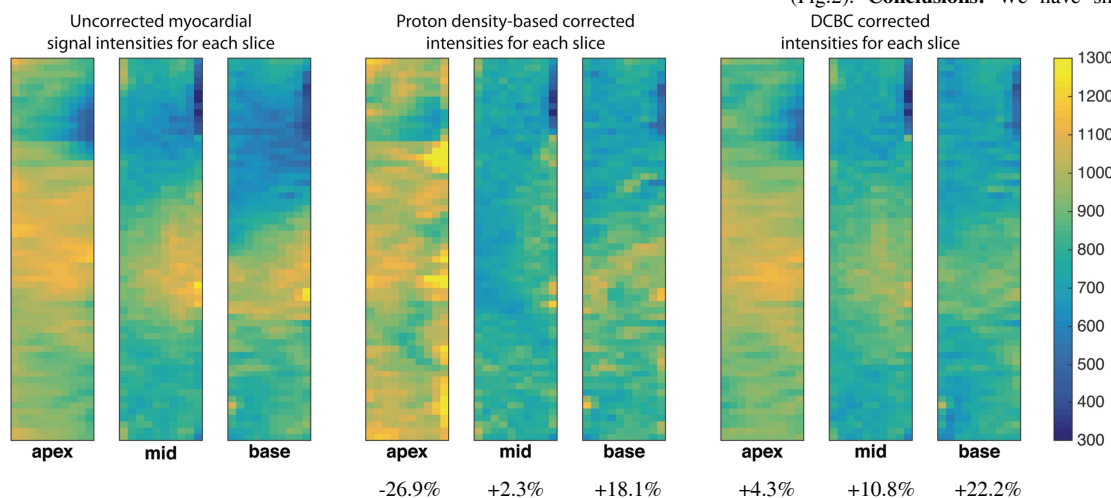 (Fig.2). Conclusions: We have
Uncorrected myocardial
signal intensities for each slice
Proton density-based corrected
intensities for each slice
DCBC corrected
intensities for each slice
apex mid base
apex mid base
apex mid base
1300
1200
1100
1000
900
800
700
600
500
400
300
-26.9% +2.3% +18.1% +4.3% +10.8% +22.2%